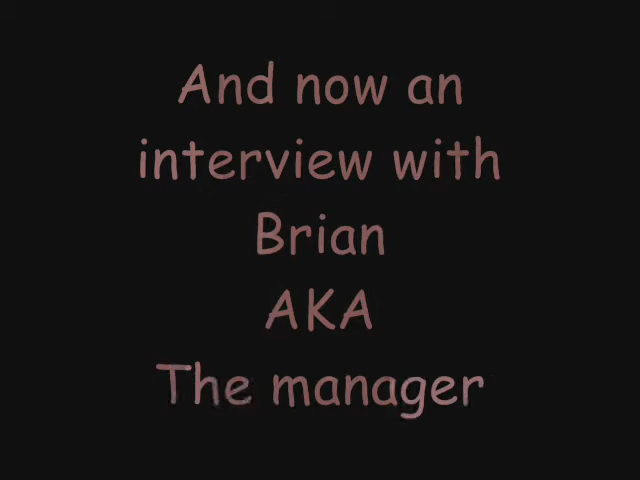 And now an
interview with
Brian
AKA
The manager